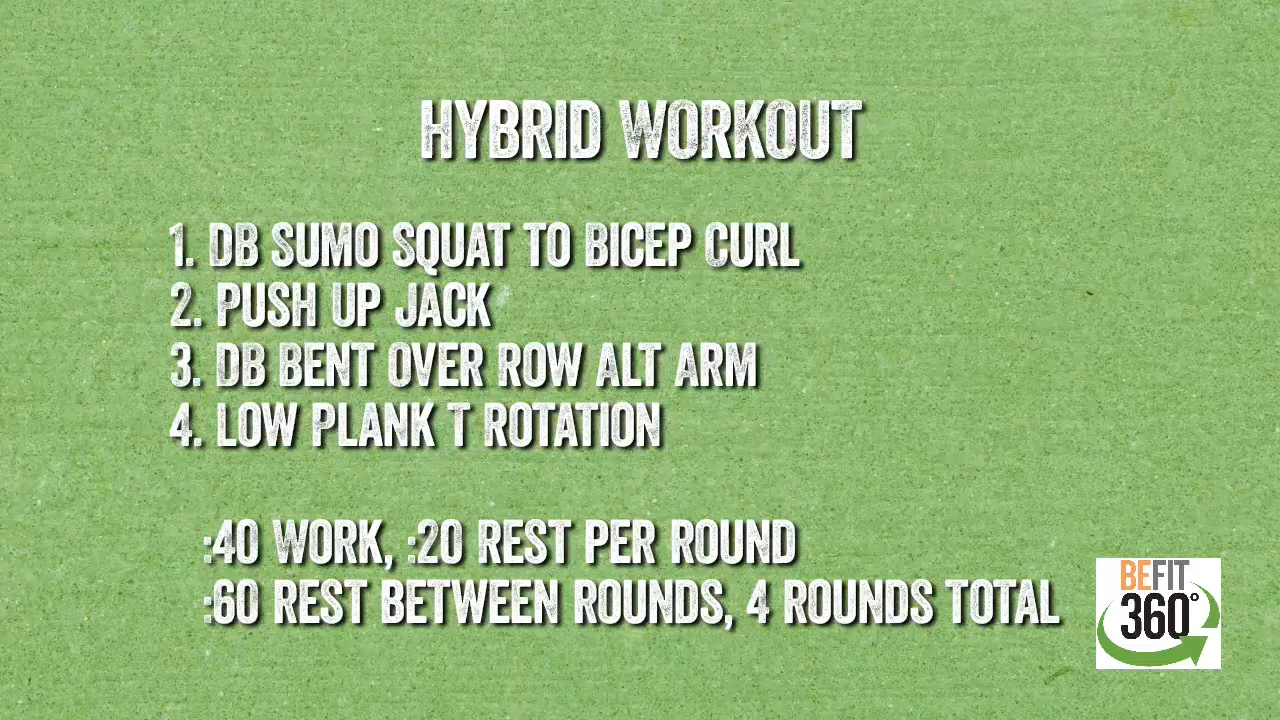 HYBRID WORKOUT
1. DB SUMO SQUAT TO BICEP CURL
2. PUSH UP JACK
3. DB BENT OVER ROW ALT ARM
4. LOW PLANK T ROTATION
:40 WORK, :20 REST PER ROUND
:60 REST BETWEEN ROUNDS, 4 ROUNDS TOTAL
BEFIT
360°